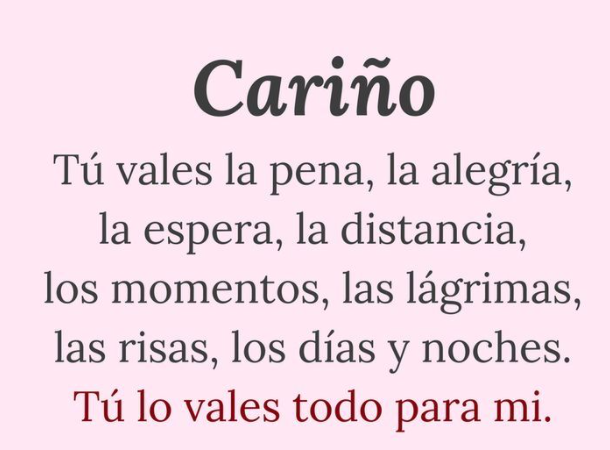 Cariño
Tú vales la pena, la alegría,
la espera, la distancia,
los momentos, las lágrimas,
las risas, los días y noches.
Tú lo vales todo para mi.